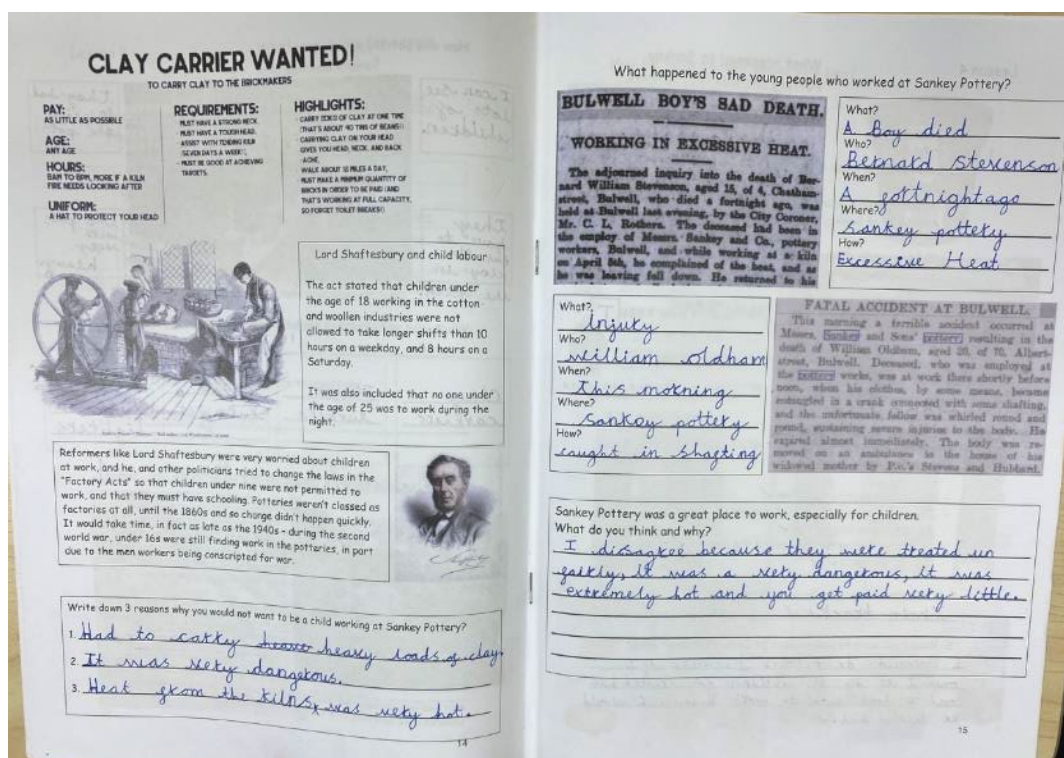 CLAY CARRIER WANTED!
TO CARRY CLAY TO THE BRICKMAKERS
PAY:
AS LITTLE AS POSSIBLE
AGE:
ANY AGE
HOURS:
8AM TO 8PM, MORE IF A KILN
FIRE NEEDS LOOKING AFTER
UNIFORM:
A HAT TO PROTECT YOUR HEAD
REQUIREMENTS:
· MUST HAVE A STRONG NECK
· MUST HAVE A TOUGH HEAD.
· ASSIST WITH TENDING KILN
(SEVEN DAYS A WEEK!),
· MUST BE GOOD AT ACHIEVING
TARGETS.
HIGHLIGHTS:
· CARRY OF CLAY AT ONE TIME
(THAT'S ABOUT 90 TINS OF BEANS!)
· CARRYING CLAY ON YOUR HEAD
GIVES YOU HEAD, NECK, AND BACK
-ACHE.
WALK ABOUT MILES A DAY,
MUST MAKE A MINIMUM QUANTITY OF
BRICKS IN ORDER TO BE PAID (AND
THAT'S WORKING AT FULL CAPACITY,
SO FORGET TOILET BREAKS!)
Lord Shaftesbury and child labour
The act stated that children under
the age of 18 working in the cotton
and woollen industries were not
allowed to take longer shifts than 10
hours on a weekday, and 8 hours on a
Saturday.
It was also included that no one under
the age of 25 was to work during the
night.
Reformers like Lord Shaftesbury were very worried about children
at work, and he, and other politicians tried to change the laws in the
"Factory Acts" so that children under nine were not permitted to
work, and that they must have schooling. Potteries weren't classed as
factories at all, until the 1860s and so change didn't happen quickly.
It would take time, in fact as late as the 1940s - during the second
world war, under 16s were still finding work in the potteries, in part
due to the men workers being conscripted for war.
Write down 3 reasons why you would not want to be a child working at Sankey Pottery?
1. Had to carry heavy loads of clay.
2. It was very dangerous.
3. Heat from the kilns, was very hot.
14
What happened to the young people who worked at Sankey Pottery?
BULWELL BOY'S SAD DEATH.
WORKING IN EXCESSIVE HEAT.
The adjourned inquiry into the death of Ber-
nard William Stevenson, aged 15, of 4, Chatham-
street, Bulwell, who died a fortnight ago, was
held at Bulwell last evening, by the City Coroner,
Mr. C. L. Rothera. The deceased had been in
the employ of Messrs. Sankey and Co., pottery
workers, Bulwell, and while working at a kiln
on April 5th, he complained of the heat, and as
he was leaving fell down. He returned to his
What?
A Boy died
Who?
Bernard Stevenson
When?
A fortnight ago
Where?
Sankey pottery
How?
Excessive Heat
What?
Injury
Who?
william oldham
When?
This morning
Where?
Sankey pottery
How?
caught in shafting
FATAL ACCIDENT AT BULWELL.
This morning a terrible accident occurred at
Messrs. Sankey and Sons' pottery, resulting in the
death of William Oldham, aged 20, of 70, Albert-
street, Bulwell. Deceased, who was employed at
the pottery works, was at work there shortly before
noon, when his clothes, by some means, became
entangled in a crank connected with some shafting,
and the unfortunate fellow was whirled round and
round, sustaining severe injuries to the body. He
expired almost immediately. The body was re-
moved on an ambulance to the house of his
widowed mother by P.c.'s Stevens and Hubbard.
Sankey Pottery was a great place to work, especially for children.
What do you think and why?
I dissagree because they were treated un
fairly, it was a very dangerous, it was
extremely hot and you get paid very little.
15